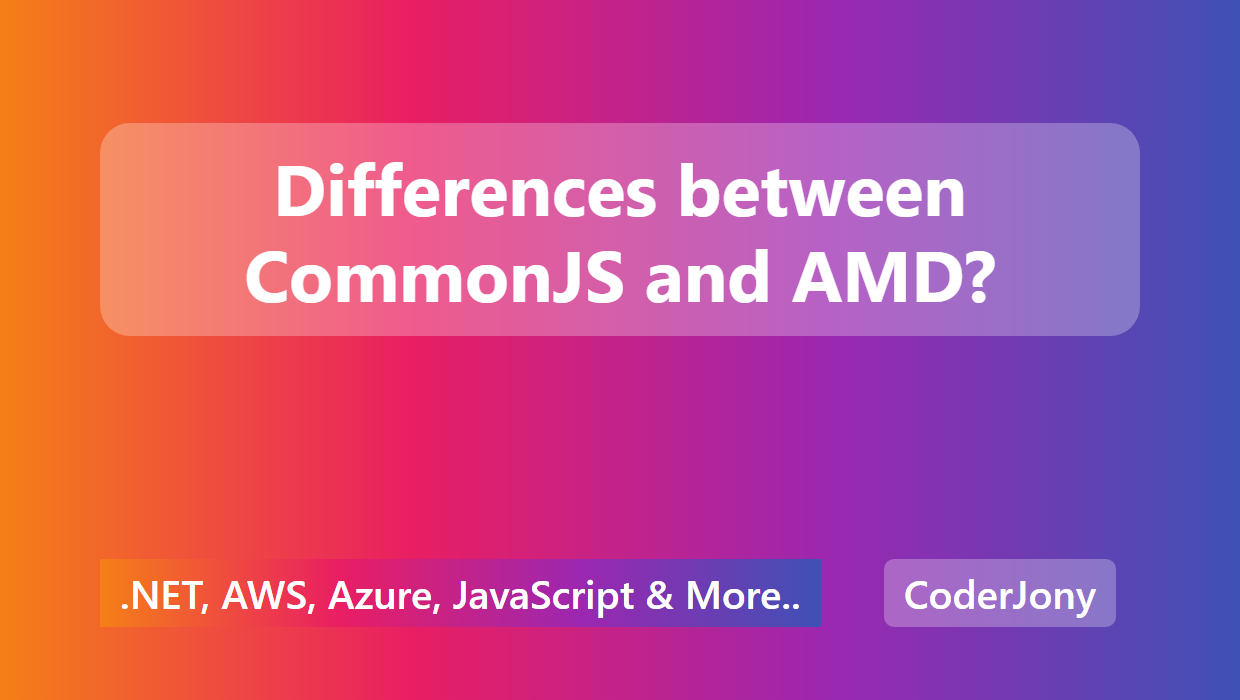 Differences between
CommonJS and AMD?
.NET, AWS, Azure, JavaScript & More..
CoderJony